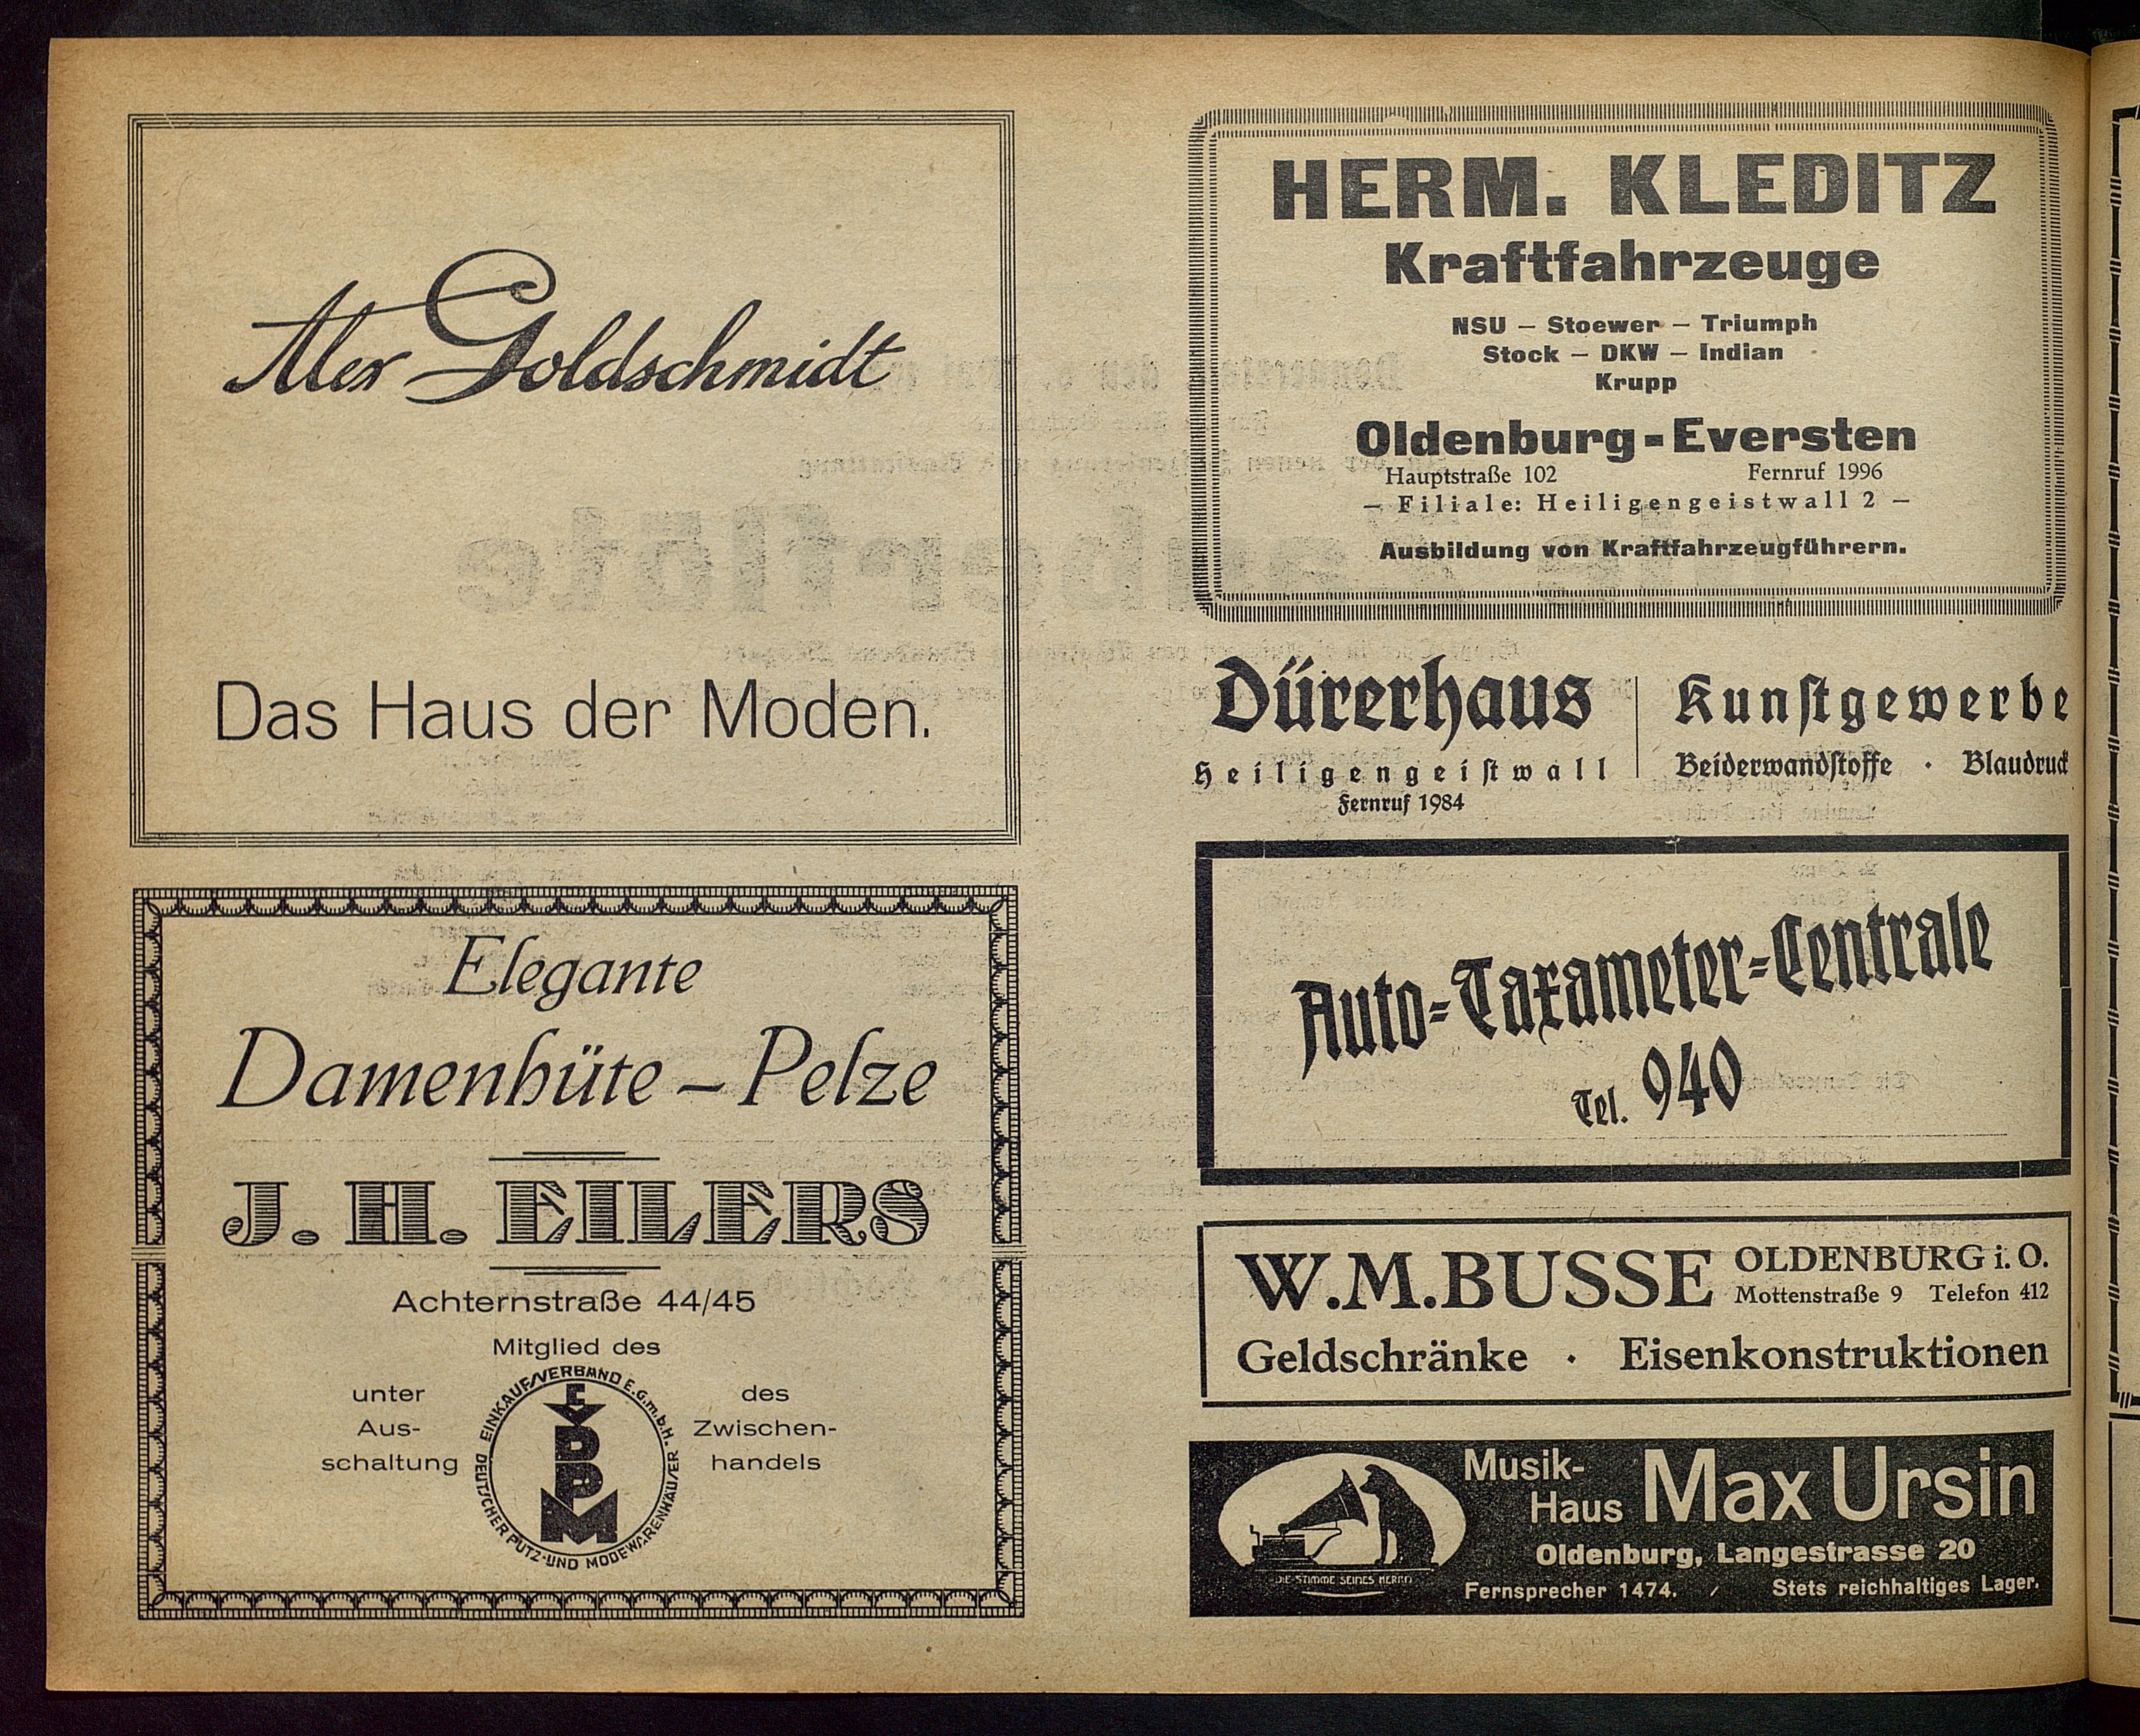 Alex Goldschmidt
Das Haus der Moden.
Elegante
Damenhüte – Pelze
J. H. EILERS
Achternstraße 44/45
Mitglied des
unter
Aus-
schaltung
EINKAUFSVERBAND E.G.m.b.H.
DEUTSCHER PUTZ-UND MODEWARENHÄUSER
E
V
D
P
M
des
Zwischen-
handels
HERM. KLEDITZ
Kraftfahrzeuge
NSU – Stoewer – Triumph
Stock – DKW – Indian
Krupp
Oldenburg-Eversten
Hauptstraße 102 Fernruf 1996
– Filiale: Heiligengeistwall 2 –
Ausbildung von Kraftfahrzeugführern.
Dürerhaus
Heiligengeiſtwall
Fernruf 1984
Kunſtgewerbe
Beiderwandſtoffe · Blaudruck
Auto-Taxameter-Centrale
Tel. 940
W.M.BUSSE OLDENBURG i. O.
Mottenstraße 9 Telefon 412
Geldschränke · Eisenkonstruktionen
DIE STIMME SEINES HERRN
Musik-
Haus Max Ursin
Oldenburg, Langestrasse 20
Fernsprecher 1474. / Stets reichhaltiges Lager.